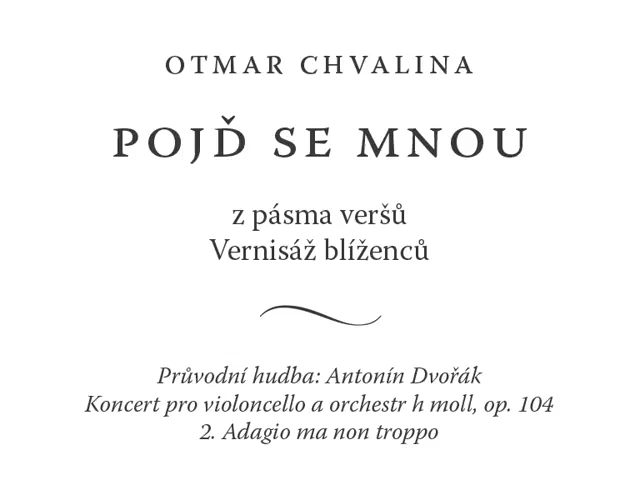 OTMAR CHVALINA
POJĎ SE MNOU
z pásma veršů
Vernisáž blíženců
Průvodní hudba: Antonín Dvořák
Koncert pro violoncello a orchestr h moll, op. 104
2. Adagio ma non troppo